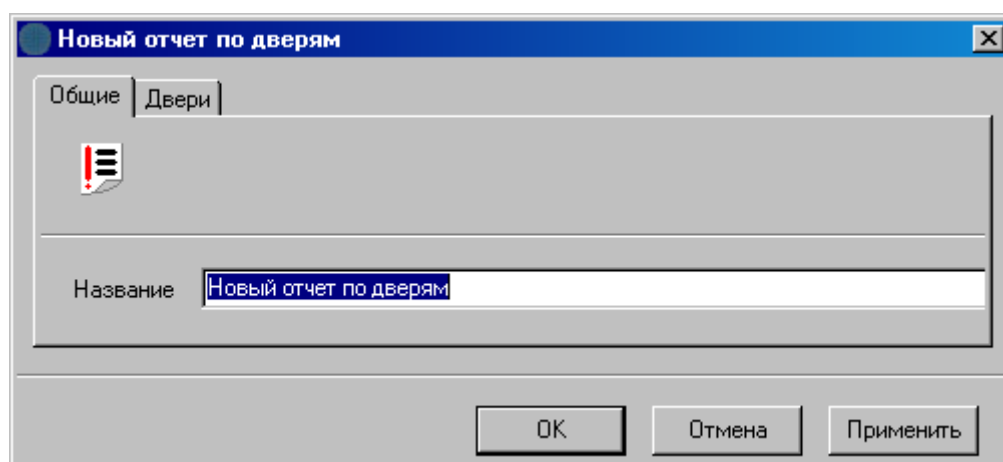 Новый отчет по дверям
Общие Двери
Название Новый отчет по дверям
OK Отмена Применить